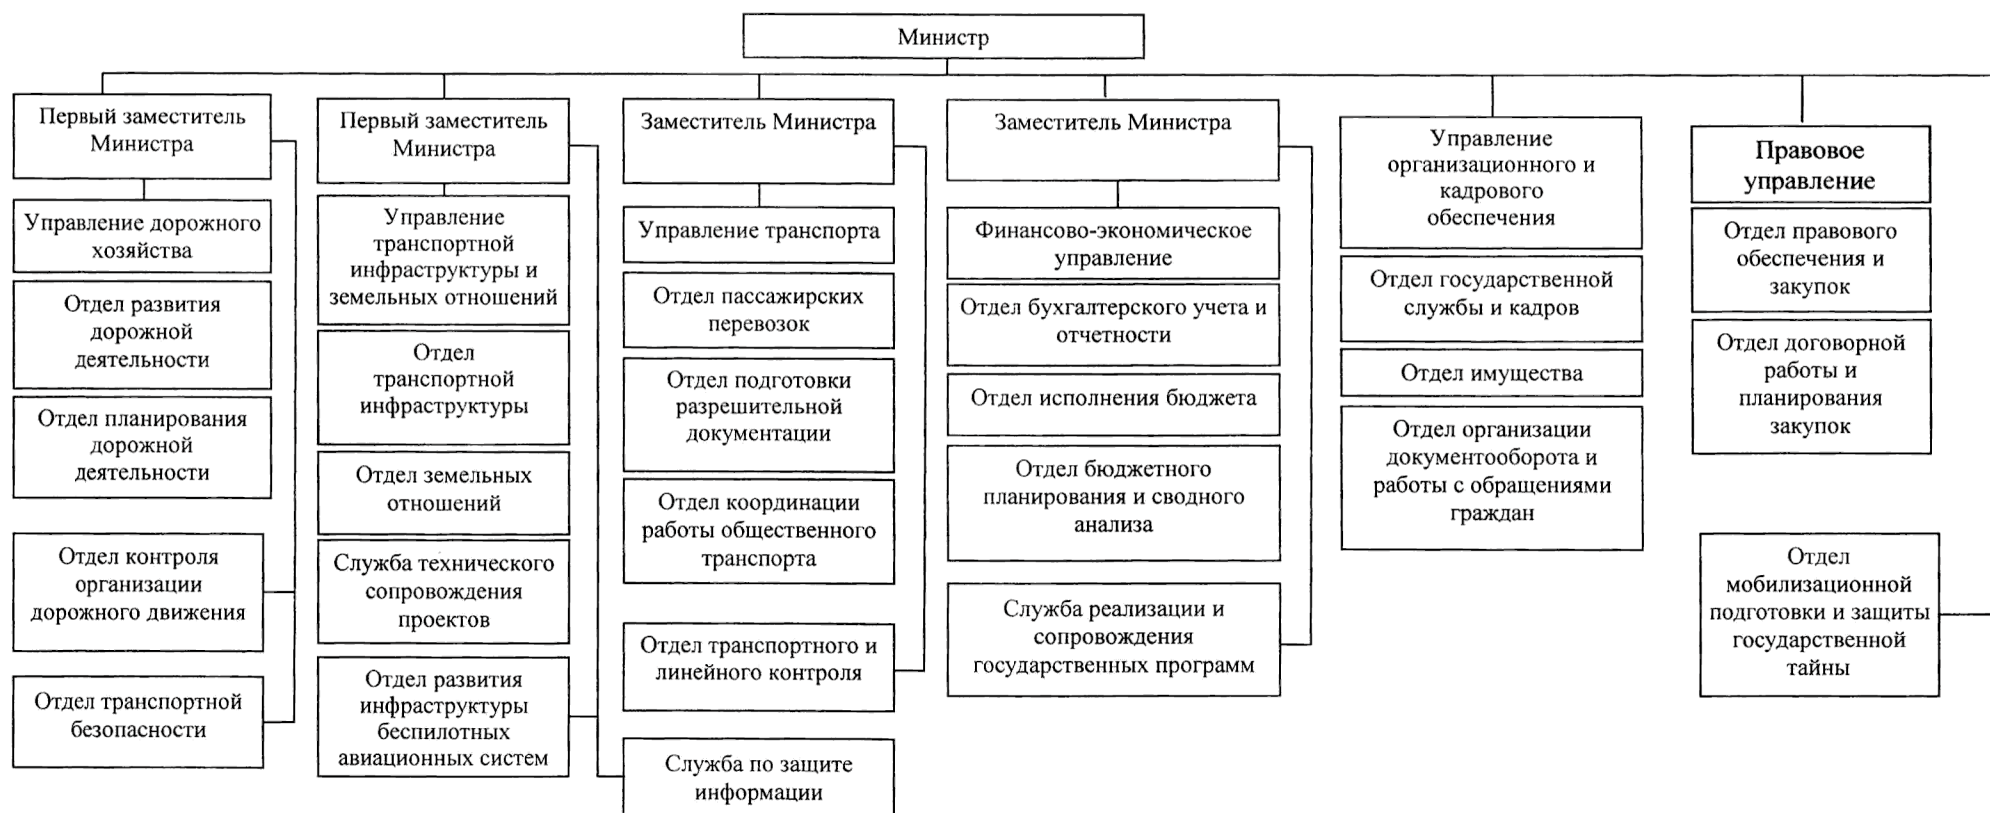 Министр
Первый заместитель
Министра
Управление дорожного
хозяйства
Отдел развития
дорожной
деятельности
Отдел планирования
дорожной
деятельности
Отдел контроля
организации
дорожного движения
Отдел транспортной
безопасности
Первый заместитель
Министра
Управление
транспортной
инфраструктуры и
земельных отношений
Отдел
транспортной
инфраструктуры
Отдел земельных
отношений
Служба технического
сопровождения
проектов
Отдел развития
инфраструктуры
беспилотных
авиационных систем
Заместитель Министра
Управление транспорта
Отдел пассажирских
перевозок
Отдел подготовки
разрешительной
документации
Отдел координации
работы общественного
транспорта
Отдел транспортного и
линейного контроля
Служба по защите
информации
Заместитель Министра
Финансово-экономическое
управление
Отдел бухгалтерского учета и
отчетности
Отдел исполнения бюджета
Отдел бюджетного
планирования и сводного
анализа
Служба реализации и
сопровождения
государственных программ
Управление
организационного и
кадрового
обеспечения
Отдел государственной
службы и кадров
Отдел имущества
Отдел организации
документооборота и
работы с обращениями
граждан
Правовое
управление
Отдел правового
обеспечения и
закупок
Отдел договорной
работы и
планирования
закупок
Отдел
мобилизационной
подготовки и защиты
государственной
тайны